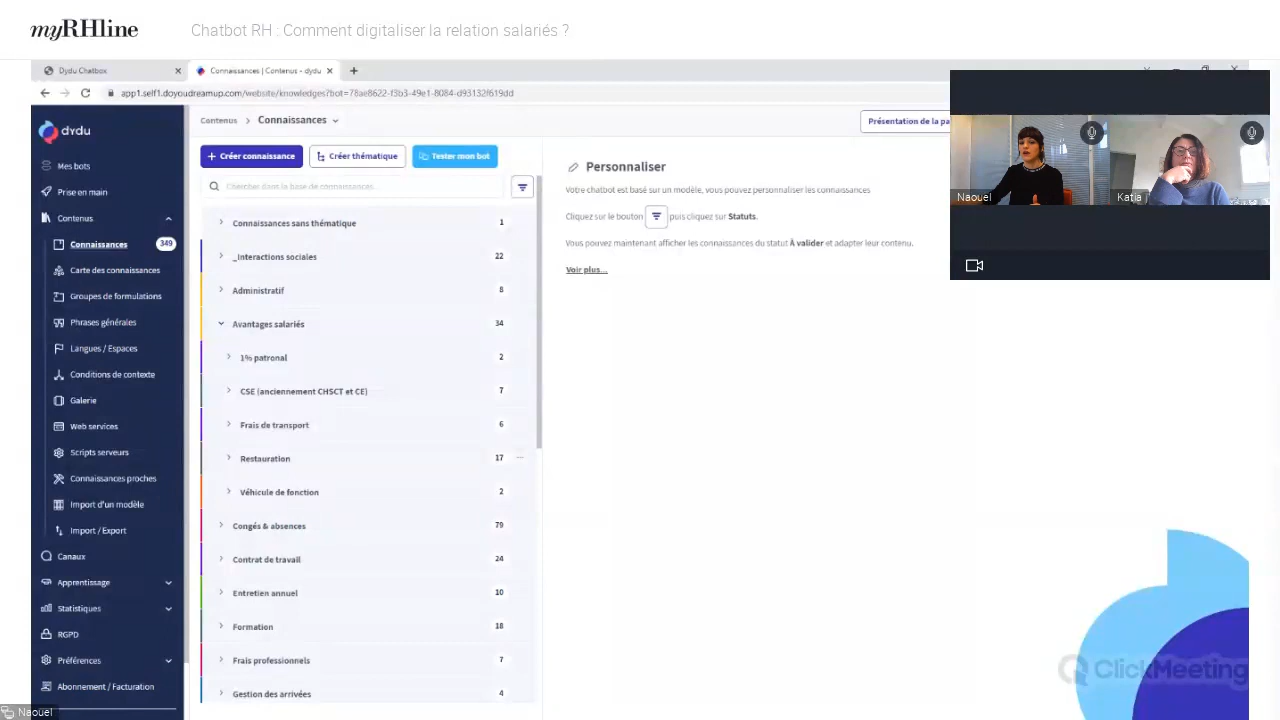 myRHline
Chatbot RH : Comment digitaliser la relation salariés ?
Dydu Chatbox
Connaissances | Contenus - dydu
app1.self1.doyoudreamup.com/website/knowledges?bot=78ae8622-f3b3-49e1-8084-d93132f619dd
dydu
Mes bots
Prise en main
Contenus
Connaissances 349
Carte des connaissances
Groupes de formulations
Phrases générales
Langues / Espaces
Conditions de contexte
Galerie
Web services
Scripts serveurs
Connaissances proches
Import d'un modèle
Import / Export
Canaux
Apprentissage
Statistiques
RGPD
Préférences
Abonnement / Facturation
Naouel
Contenus > Connaissances
Présentation de la pa
+ Créer connaissance
Créer thématique
Tester mon bot
Chercher dans la base de connaissances...
Connaissances sans thématique 1
_Interactions sociales 22
Administratif 8
Avantages salariés 34
1% patronal 2
CSE (anciennement CHSCT et CE) 7
Frais de transport 6
Restauration 17 ...
Véhicule de fonction 2
Congés & absences 79
Contrat de travail 24
Entretien annuel 10
Formation 18
Frais professionnels 7
Gestion des arrivées 4
Personnaliser
Votre chatbot est basé sur un modèle, vous pouvez personnaliser les connaissances
Cliquez sur le bouton puis cliquez sur Statuts.
Vous pouvez maintenant afficher les connaissances du statut À valider et adapter leur contenu.
Voir plus...
Naouel
Katja
ClickMeeting